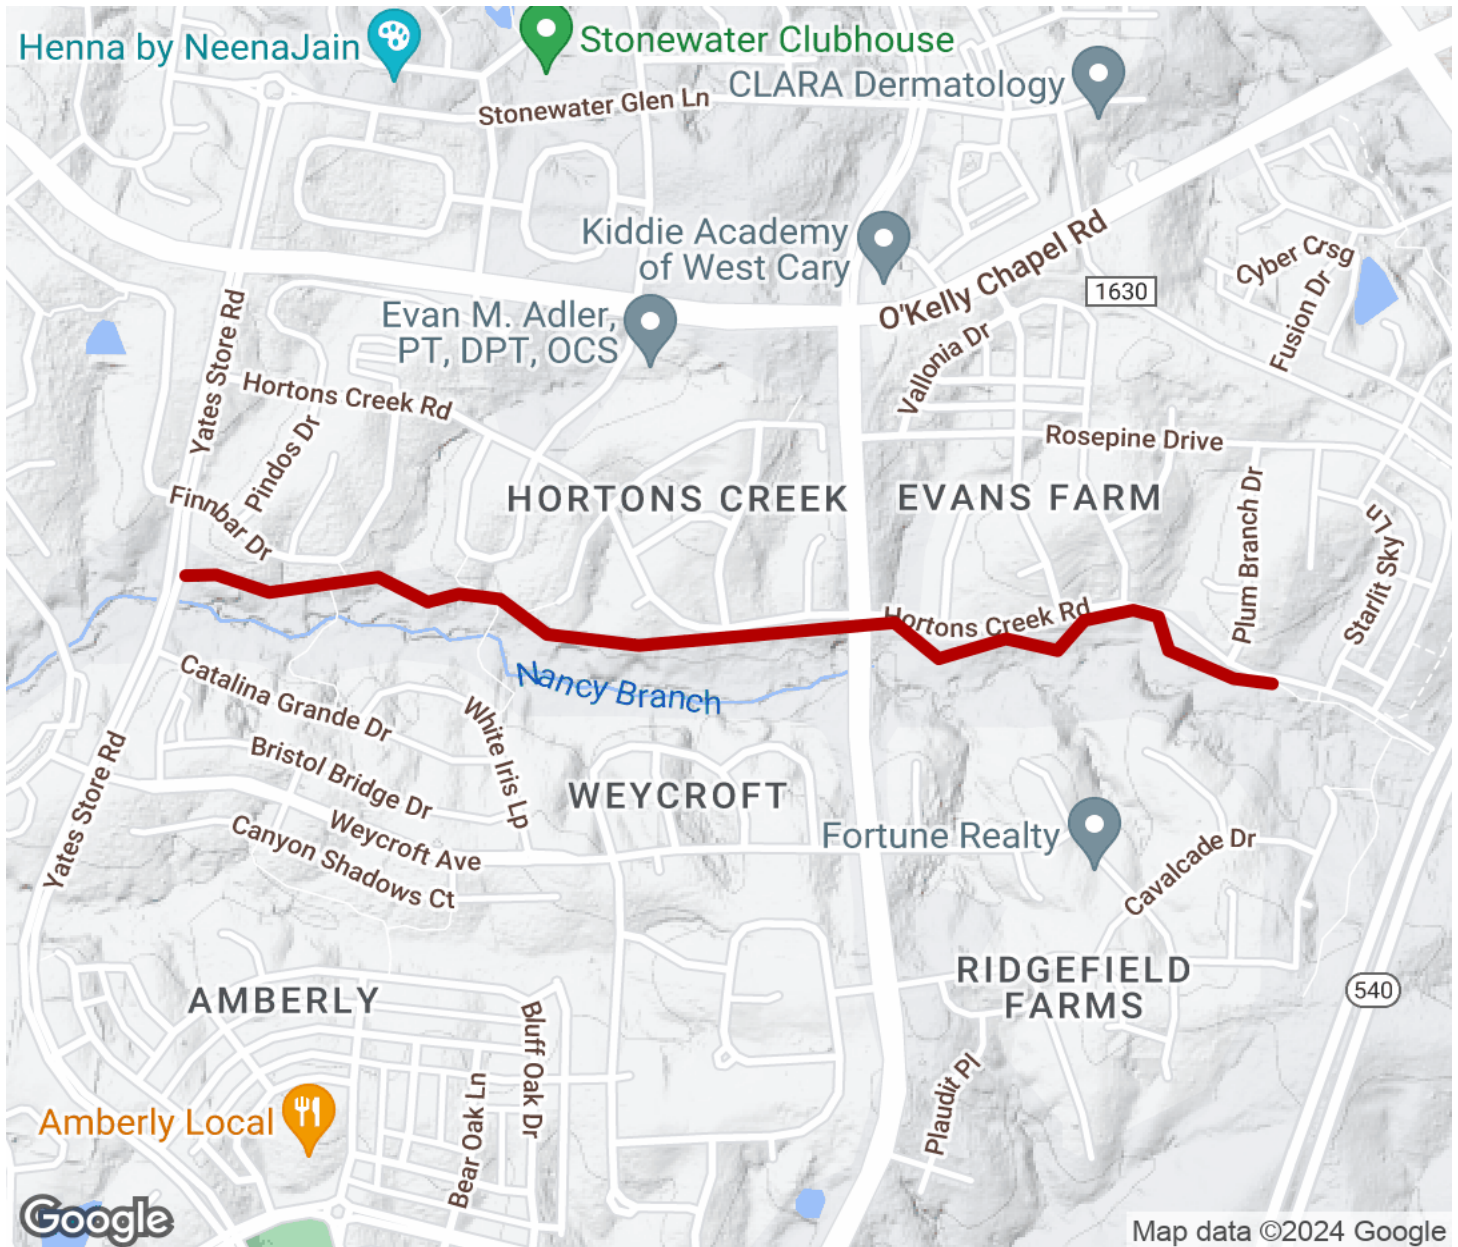 Henna by NeenaJain
Stonewater Clubhouse
CLARA Dermatology
Stonewater Glen Ln
Kiddie Academy
of West Cary
O'Kelly Chapel Rd
Cyber Crsg
1630
Fusion Dr
Evan M. Adler,
PT, DPT, OCS
Yates Store Rd
Hortons Creek Rd
Vallonia Dr
Pindos Dr
Rosepine Drive
Finnbar Dr
HORTONS CREEK
EVANS FARM
Plum Branch Dr
Starlit Sky Ln
Hortons Creek Rd
Nancy Branch
Catalina Grande Dr
White Iris Lp
Bristol Bridge Dr
WEYCROFT
Yates Store Rd
Weycroft Ave
Canyon Shadows Ct
Fortune Realty
Cavalcade Dr
RIDGEFIELD
FARMS
540
AMBERLY
Bluff Oak Dr
Bear Oak Ln
Plaudit Pl
Amberly Local
Google
Map data ©2024 Google